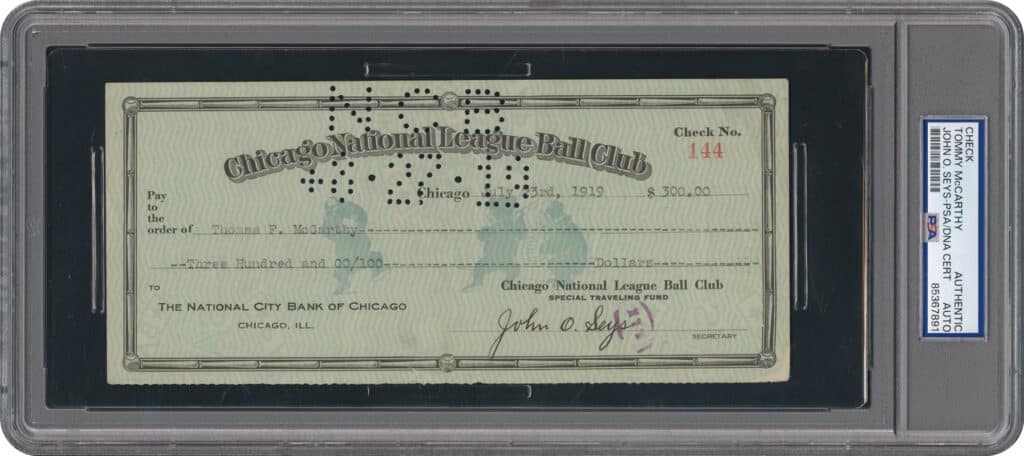 N C B
Chicago National League Ball Club
Check No.
144
Chicago July 23rd, 1919 $ 300.00
Pay
to
the
order of Thomas F. McCarthy
--Three Hundred and 00/100 Dollars
TO
THE NATIONAL CITY BANK OF CHICAGO
CHICAGO, ILL.
Chicago National League Ball Club
SPECIAL TRAVELING FUND
John O. Seys
SECRETARY
CHECK
TOMMY McCARTHY
JOHN O. SEYS-PSA/DNA CERT
PSA
AUTHENTIC
AUTO
85367891